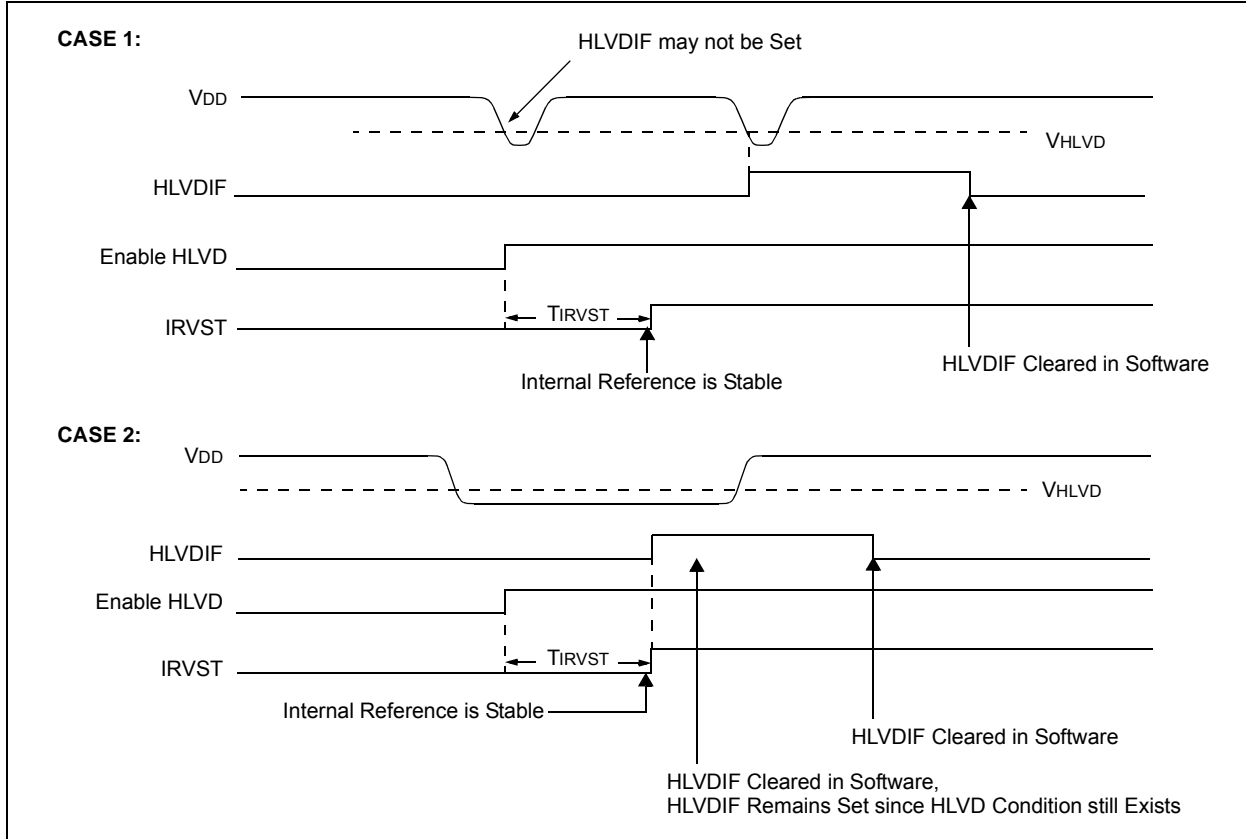 CASE 1:
HLVDIF may not be Set
VDD
VHLVD
HLVDIF
Enable HLVD
TIRVST
IRVST
HLVDIF Cleared in Software
Internal Reference is Stable
CASE 2:
VDD
VHLVD
HLVDIF
Enable HLVD
TIRVST
IRVST
Internal Reference is Stable
HLVDIF Cleared in Software
HLVDIF Cleared in Software,
HLVDIF Remains Set since HLVD Condition still Exists